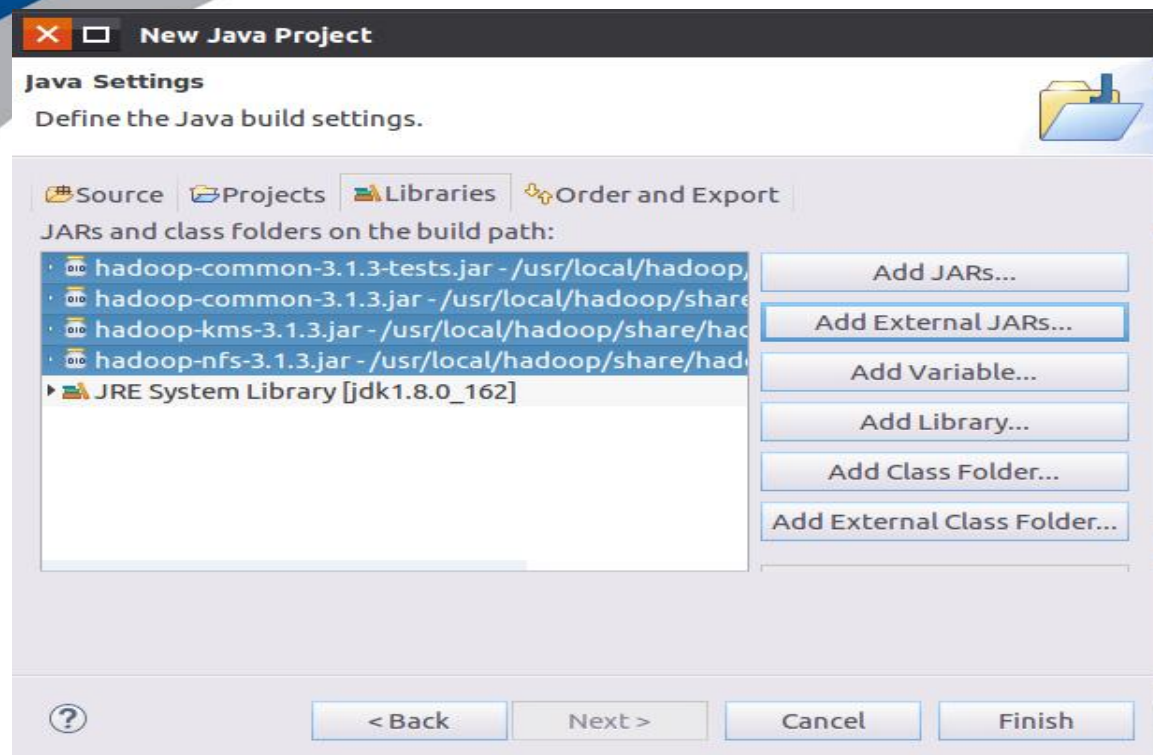 New Java Project
Java Settings
Define the Java build settings.
Source Projects Libraries Order and Export
JARs and class folders on the build path:
hadoop-common-3.1.3-tests.jar - /usr/local/hadoop/
hadoop-common-3.1.3.jar - /usr/local/hadoop/share
hadoop-kms-3.1.3.jar - /usr/local/hadoop/share/had
hadoop-nfs-3.1.3.jar - /usr/local/hadoop/share/had
JRE System Library [jdk1.8.0_162]
Add JARs...
Add External JARs...
Add Variable...
Add Library...
Add Class Folder...
Add External Class Folder...
? < Back Next > Cancel Finish